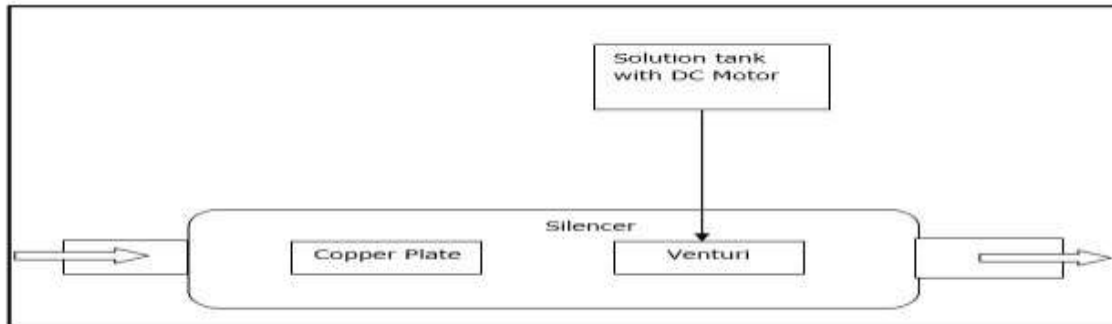 Solution tank
with DC Motor
Silencer
Copper Plate
Venturi